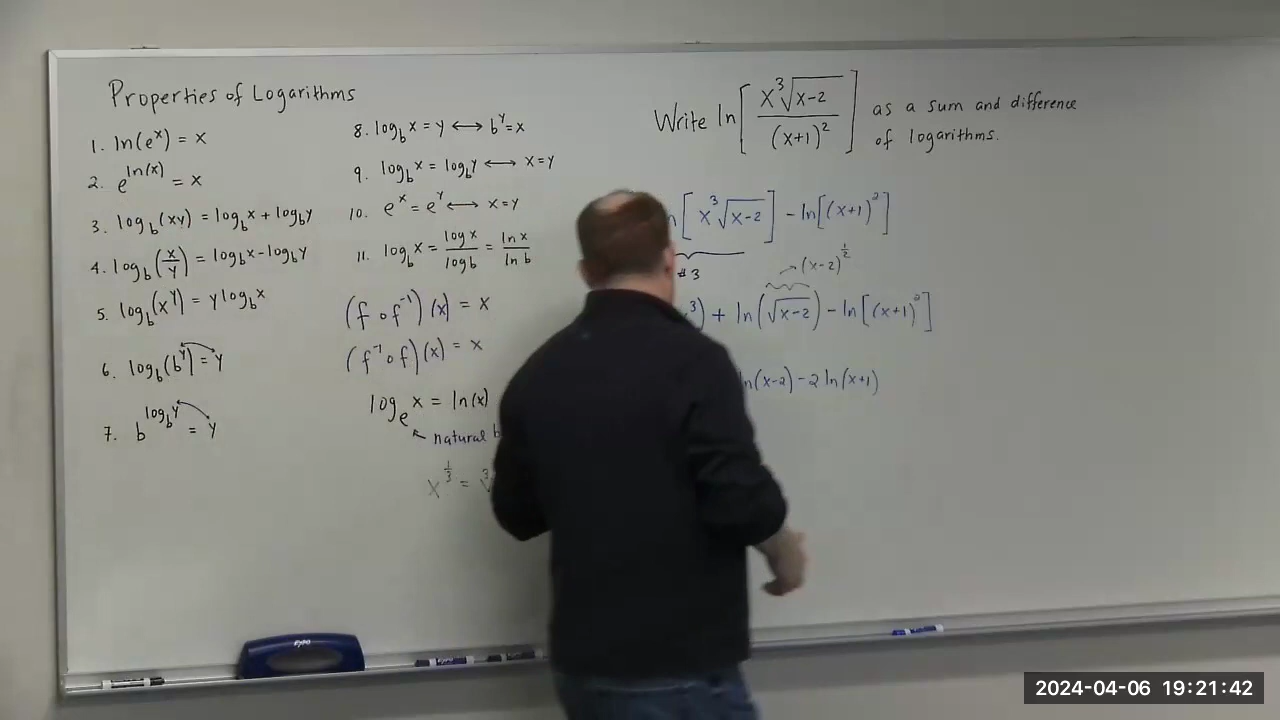 Properties of Logarithms
1. ln(eˣ) = x
2. e^ln(x) = x
3. log_b(xy) = log_b x + log_b y
4. log_b(x/y) = log_b x - log_b y
5. log_b(x^y) = y log_b x
6. log_b(b^y) = y
7. b^log_b y = y
8. log_b x = y ⟷ b^y = x
9. log_b x = log_b y ⟷ x = y
10. e^x = e^y ⟷ x = y
11. log_b x = log x / log b = ln x / ln b
(f ∘ f⁻¹)(x) = x
(f⁻¹ ∘ f)(x) = x
log_e x = ln(x)
natural
x^(1/3) = ³
Write ln[x³√(x-2) / (x+1)²] as a sum and difference
of logarithms.
n[x³√(x-2)] - ln[(x+1)²]
#3
(x-2)^(1/2)
³) + ln(√(x-2)) - ln[(x+1)²]
ln(x-2) - 2 ln(x+1)
EXPO
2024-04-06 19:21:42